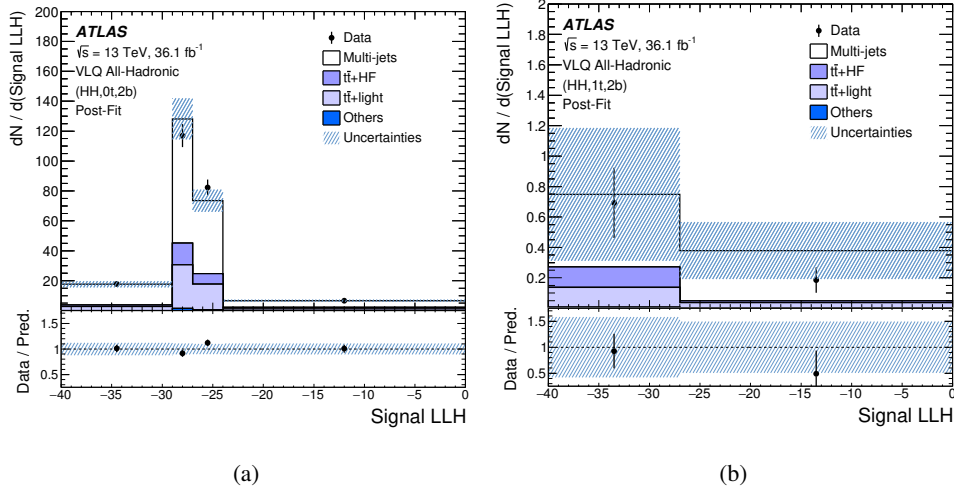 dN / d(Signal LLH)
200
180
160
140
120
100
80
60
40
20
ATLAS
√s = 13 TeV, 36.1 fb⁻¹
VLQ All-Hadronic
(HH,0t,2b)
Post-Fit
Data
Multi-jets
tt̄+HF
tt̄+light
Others
Uncertainties
Data / Pred.
1.5
1
0.5
−40 −35 −30 −25 −20 −15 −10 −5 0
Signal LLH
(a)
dN / d(Signal LLH)
2
1.8
1.6
1.4
1.2
1
0.8
0.6
0.4
0.2
ATLAS
√s = 13 TeV, 36.1 fb⁻¹
VLQ All-Hadronic
(HH,1t,2b)
Post-Fit
Data
Multi-jets
tt̄+HF
tt̄+light
Others
Uncertainties
Data / Pred.
1.5
1
0.5
−40 −35 −30 −25 −20 −15 −10 −5 0
Signal LLH
(b)